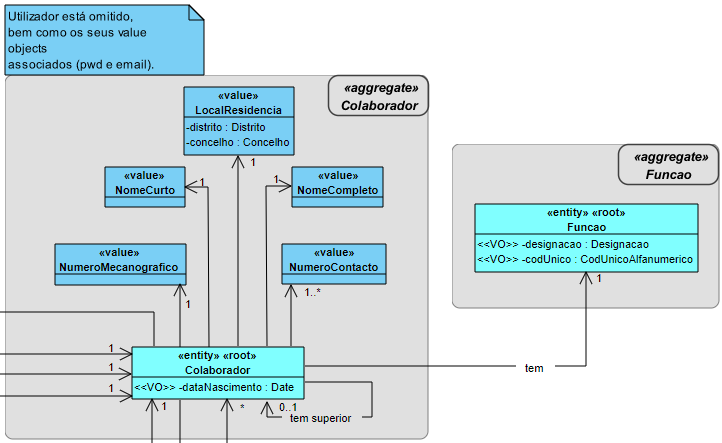 Utilizador está omitido,
bem como os seus value
objects
associados (pwd e email).
«aggregate»
Colaborador
«value»
LocalResidencia
-distrito : Distrito
-concelho : Concelho
1
«value»
NomeCurto
1
«value»
NomeCompleto
1
«value»
NumeroMecanografico
1
«value»
NumeroContacto
1..*
«aggregate»
Funcao
«entity» «root»
Funcao
<<VO>> -designacao : Designacao
<<VO>> -codUnico : CodUnicoAlfanumerico
1
tem
1
1
1
«entity» «root»
Colaborador
<<VO>> -dataNascimento : Date
1
*
0..1
tem superior